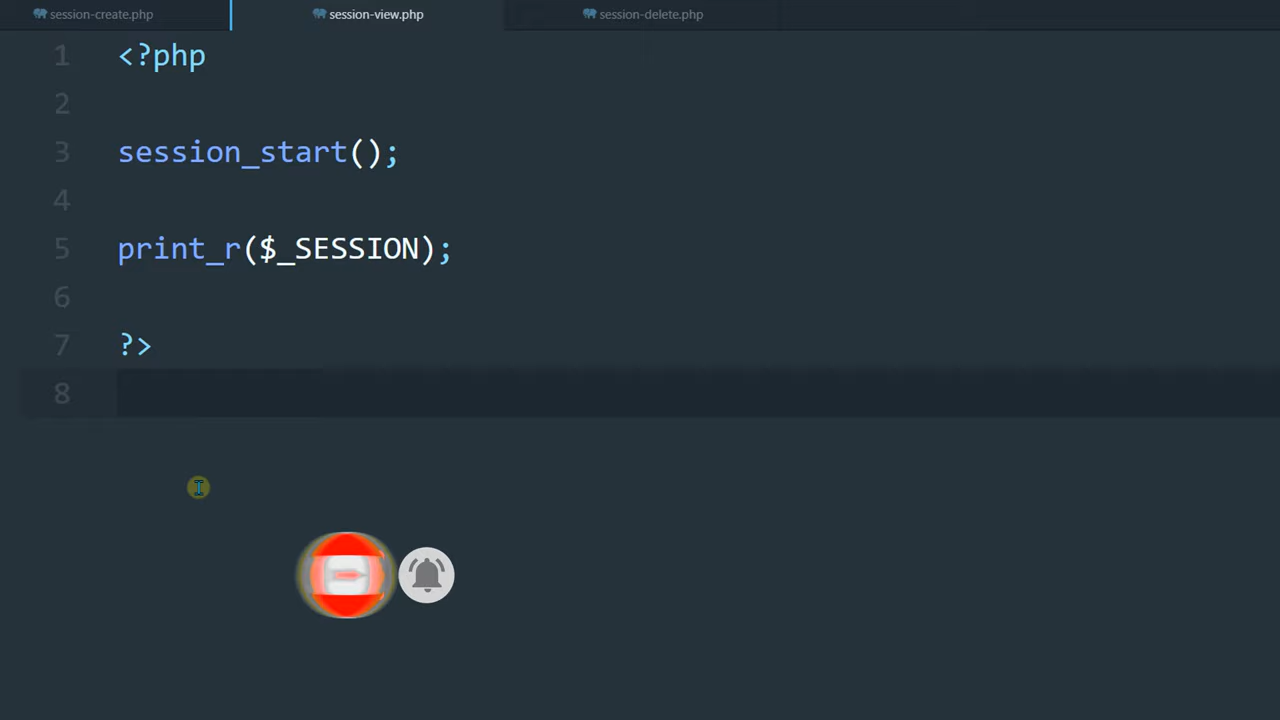 session-create.php
session-view.php
session-delete.php
1 <?php
2
3 session_start();
4
5 print_r($_SESSION);
6
7 ?>
8